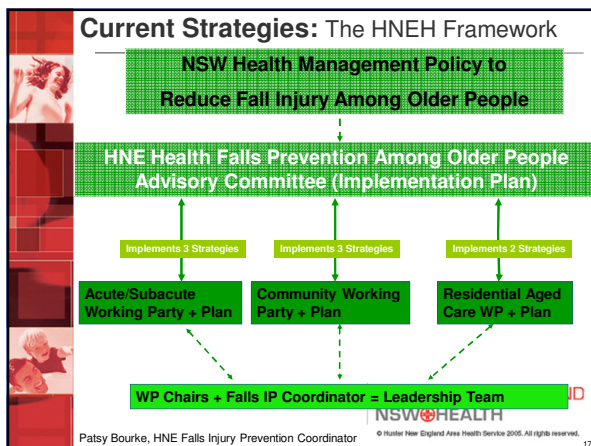 Current Strategies: The HNEH Framework
NSW Health Management Policy to
Reduce Fall Injury Among Older People
HNE Health Falls Prevention Among Older People
Advisory Committee (Implementation Plan)
Implements 3 Strategies
Implements 3 Strategies
Implements 2 Strategies
Acute/Subacute
Working Party + Plan
Community Working
Party + Plan
Residential Aged
Care WP + Plan
WP Chairs + Falls IP Coordinator = Leadership Team
ND
NSW HEALTH
Patsy Bourke, HNE Falls Injury Prevention Coordinator
© Hunter New England Area Health Service 2005. All rights reserved.
17